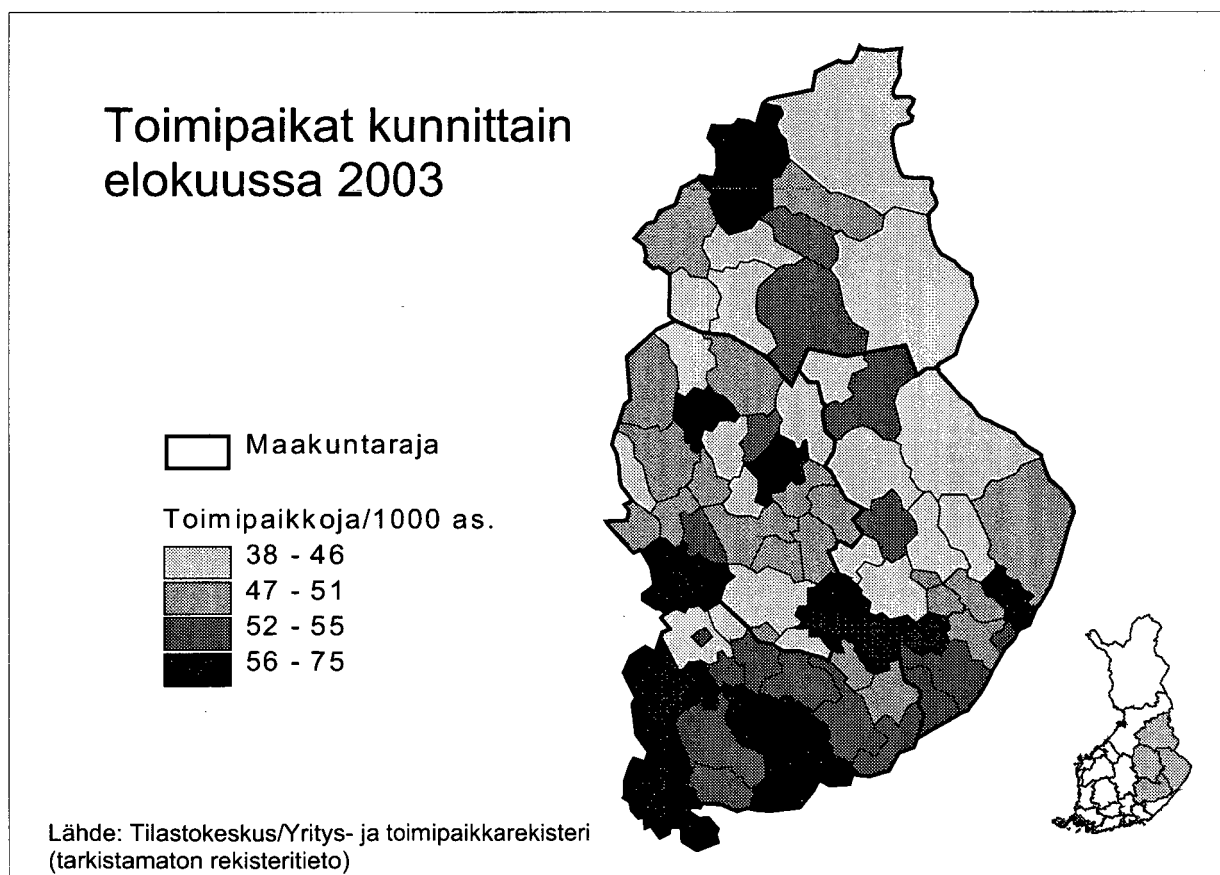 Toimipaikat kunnittain
elokuussa 2003
Maakuntaraja
Toimipaikkoja/1000 as.
38 - 46
47 - 51
52 - 55
56 - 75
Lähde: Tilastokeskus/Yritys- ja toimipaikkarekisteri
(tarkistamaton rekisteritieto)